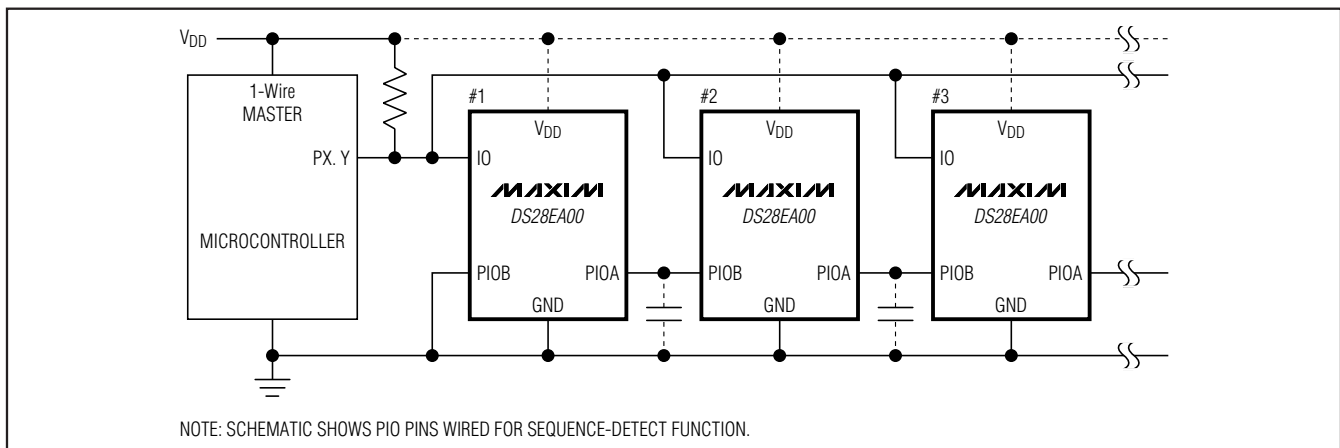 VDD
1-Wire
MASTER
PX. Y
MICROCONTROLLER
#1
VDD
IO
MAXIM
DS28EA00
PIOB
PIOA
GND
#2
VDD
IO
MAXIM
DS28EA00
PIOB
PIOA
GND
#3
VDD
IO
MAXIM
DS28EA00
PIOB
PIOA
GND
NOTE: SCHEMATIC SHOWS PIO PINS WIRED FOR SEQUENCE-DETECT FUNCTION.